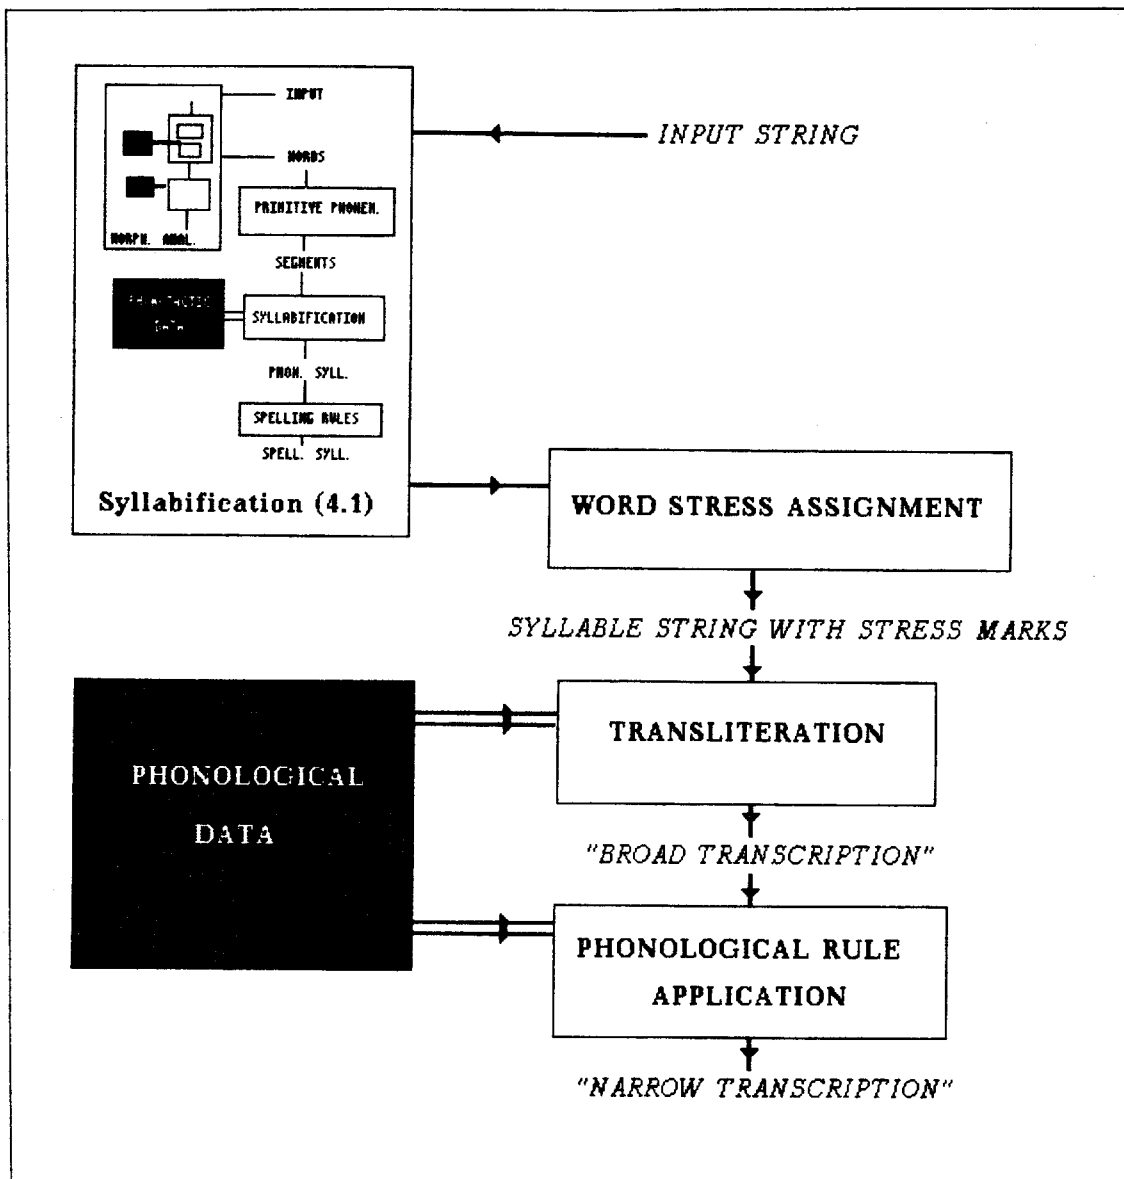 INPUT
INPUT STRING
WORDS
PRIMITIVE PHONEM.
MORPH. ANAL.
SEGMENTS
DATA
SYLLABIFICATION
PHON. SYLL.
SPELLING RULES
SPELL. SYLL.
Syllabification (4.1)
WORD STRESS ASSIGNMENT
SYLLABLE STRING WITH STRESS MARKS
TRANSLITERATION
PHONOLOGICAL
DATA
"BROAD TRANSCRIPTION"
PHONOLOGICAL RULE
APPLICATION
"NARROW TRANSCRIPTION"